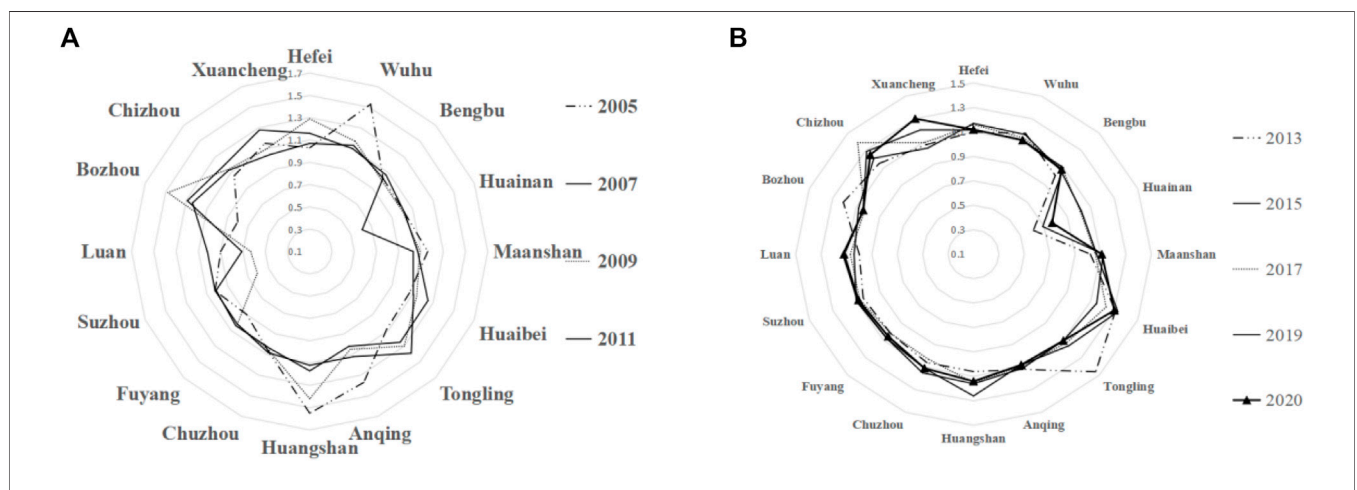 A
Hefei
Wuhu
Bengbu
Huainan
Maanshan
Huaibei
Tongling
Anqing
Huangshan
Chuzhou
Fuyang
Suzhou
Luan
Bozhou
Chizhou
Xuancheng
1.7
1.5
1.3
1.1
0.9
0.7
0.5
0.3
0.1
2005
2007
2009
2011
B
Hefei
Wuhu
Bengbu
Huainan
Maanshan
Huaibei
Tongling
Anqing
Huangshan
Chuzhou
Fuyang
Suzhou
Luan
Bozhou
Chizhou
Xuancheng
1.5
1.3
1.1
0.9
0.7
0.5
0.3
0.1
2013
2015
2017
2019
2020